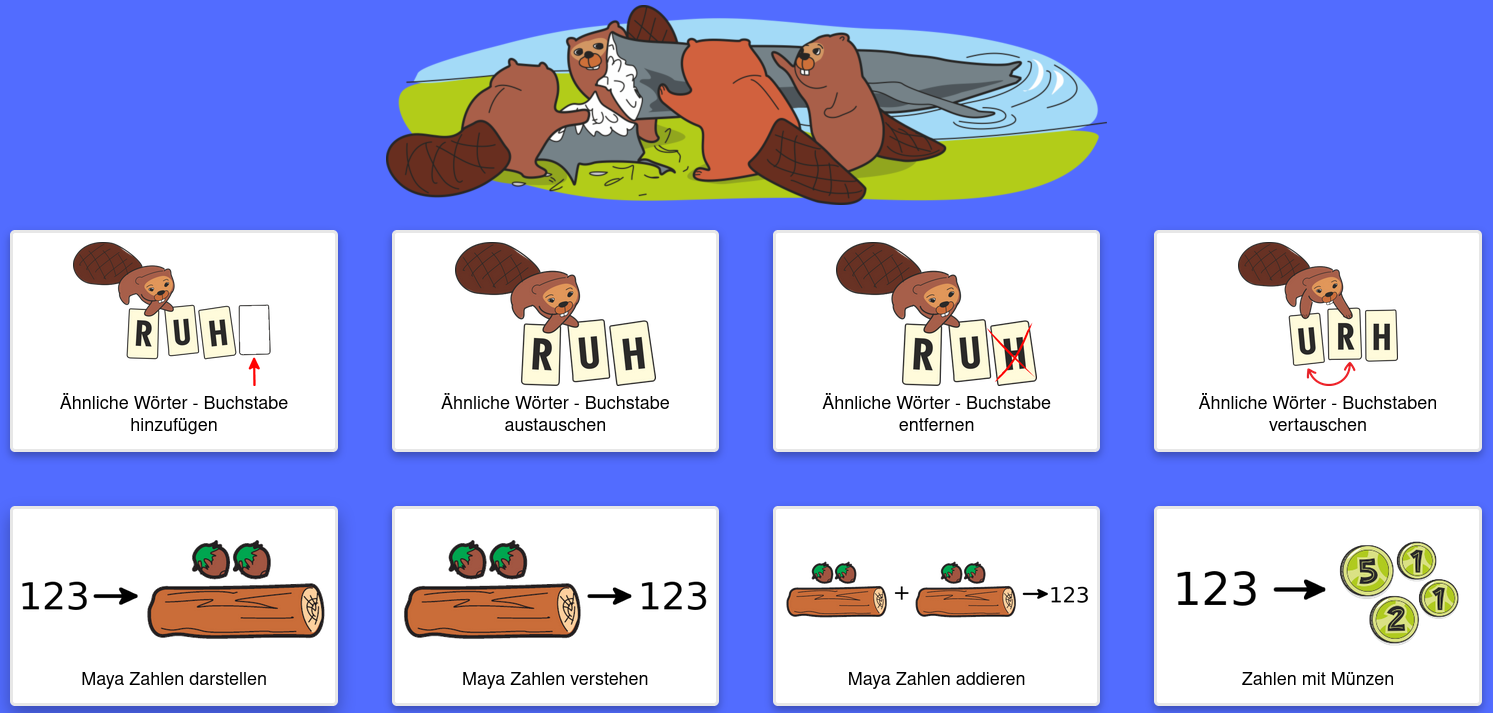 R U H
Ähnliche Wörter - Buchstabe
hinzufügen
R U H
Ähnliche Wörter - Buchstabe
austauschen
R U H
Ähnliche Wörter - Buchstabe
entfernen
U R H
Ähnliche Wörter - Buchstaben
vertauschen
123
Maya Zahlen darstellen
123
Maya Zahlen verstehen
+ 123
Maya Zahlen addieren
123 5 1 2 1
Zahlen mit Münzen